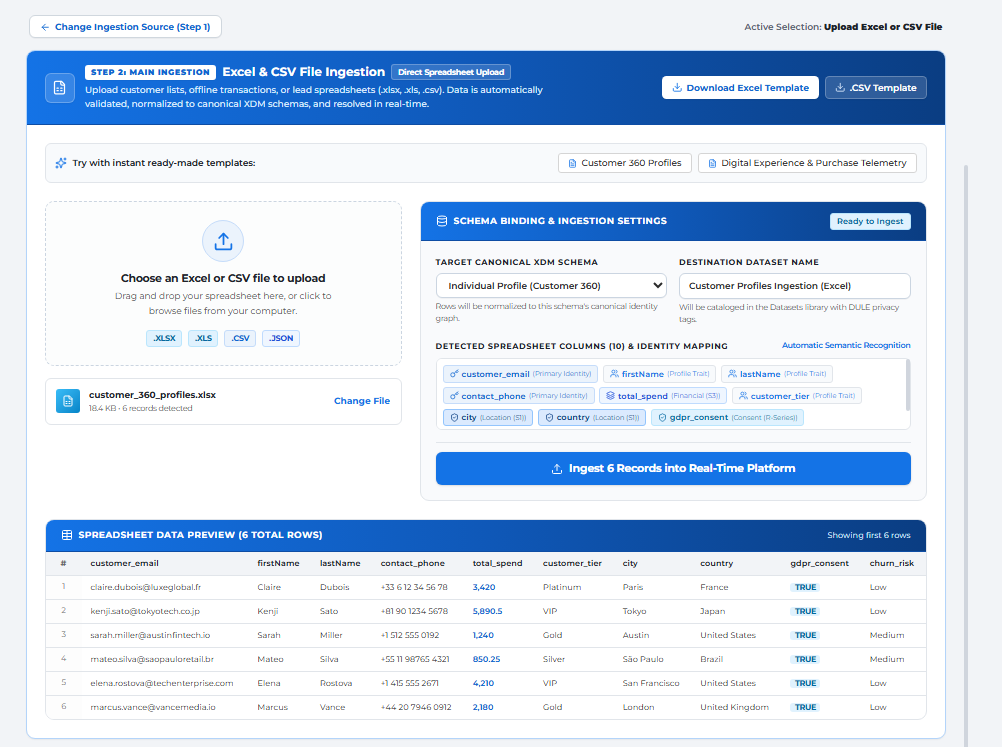 ← Change Ingestion Source (Step 1)
Active Selection: Upload Excel or CSV File
STEP 2: MAIN INGESTION Excel & CSV File Ingestion Direct Spreadsheet Upload
Upload customer lists, offline transactions, or lead spreadsheets (.xlsx, .xls, .csv). Data is automatically
validated, normalized to canonical XDM schemas, and resolved in real-time.
Download Excel Template
.CSV Template
Try with instant ready-made templates:
Customer 360 Profiles
Digital Experience & Purchase Telemetry
Choose an Excel or CSV file to upload
Drag and drop your spreadsheet here, or click to
browse files from your computer.
.XLSX .XLS .CSV .JSON
customer_360_profiles.xlsx
18.4 KB · 6 records detected
Change File
SCHEMA BINDING & INGESTION SETTINGS
Ready to Ingest
TARGET CANONICAL XDM SCHEMA
Individual Profile (Customer 360)
Rows will be normalized to this schema's canonical identity
graph.
DESTINATION DATASET NAME
Customer Profiles Ingestion (Excel)
Will be cataloged in the Datasets library with DULE privacy
tags.
DETECTED SPREADSHEET COLUMNS (10) & IDENTITY MAPPING
Automatic Semantic Recognition
customer_email (Primary Identity) firstName (Profile Trait) lastName (Profile Trait)
contact_phone (Primary Identity) total_spend (Financial (S3)) customer_tier (Profile Trait)
city (Location (S1)) country (Location (S1)) gdpr_consent (Consent (R-Series))
Ingest 6 Records into Real-Time Platform
SPREADSHEET DATA PREVIEW (6 TOTAL ROWS)
Showing first 6 rows
# customer_email firstName lastName contact_phone total_spend customer_tier city country gdpr_consent churn_risk
1 claire.dubois@luxeglobal.fr Claire Dubois +33 6 12 34 56 78 3,420 Platinum Paris France TRUE Low
2 kenji.sato@tokyotech.co.jp Kenji Sato +81 90 1234 5678 5,890.5 VIP Tokyo Japan TRUE Low
3 sarah.miller@austinfintech.io Sarah Miller +1 512 555 0192 1,240 Gold Austin United States TRUE Medium
4 mateo.silva@saopauloretail.br Mateo Silva +55 11 98765 4321 850.25 Silver São Paulo Brazil TRUE Medium
5 elena.rostova@techenterprise.com Elena Rostova +1 415 555 2671 4,210 VIP San Francisco United States TRUE Low
6 marcus.vance@vancemedia.io Marcus Vance +44 20 7946 0912 2,180 Gold London United Kingdom TRUE Low